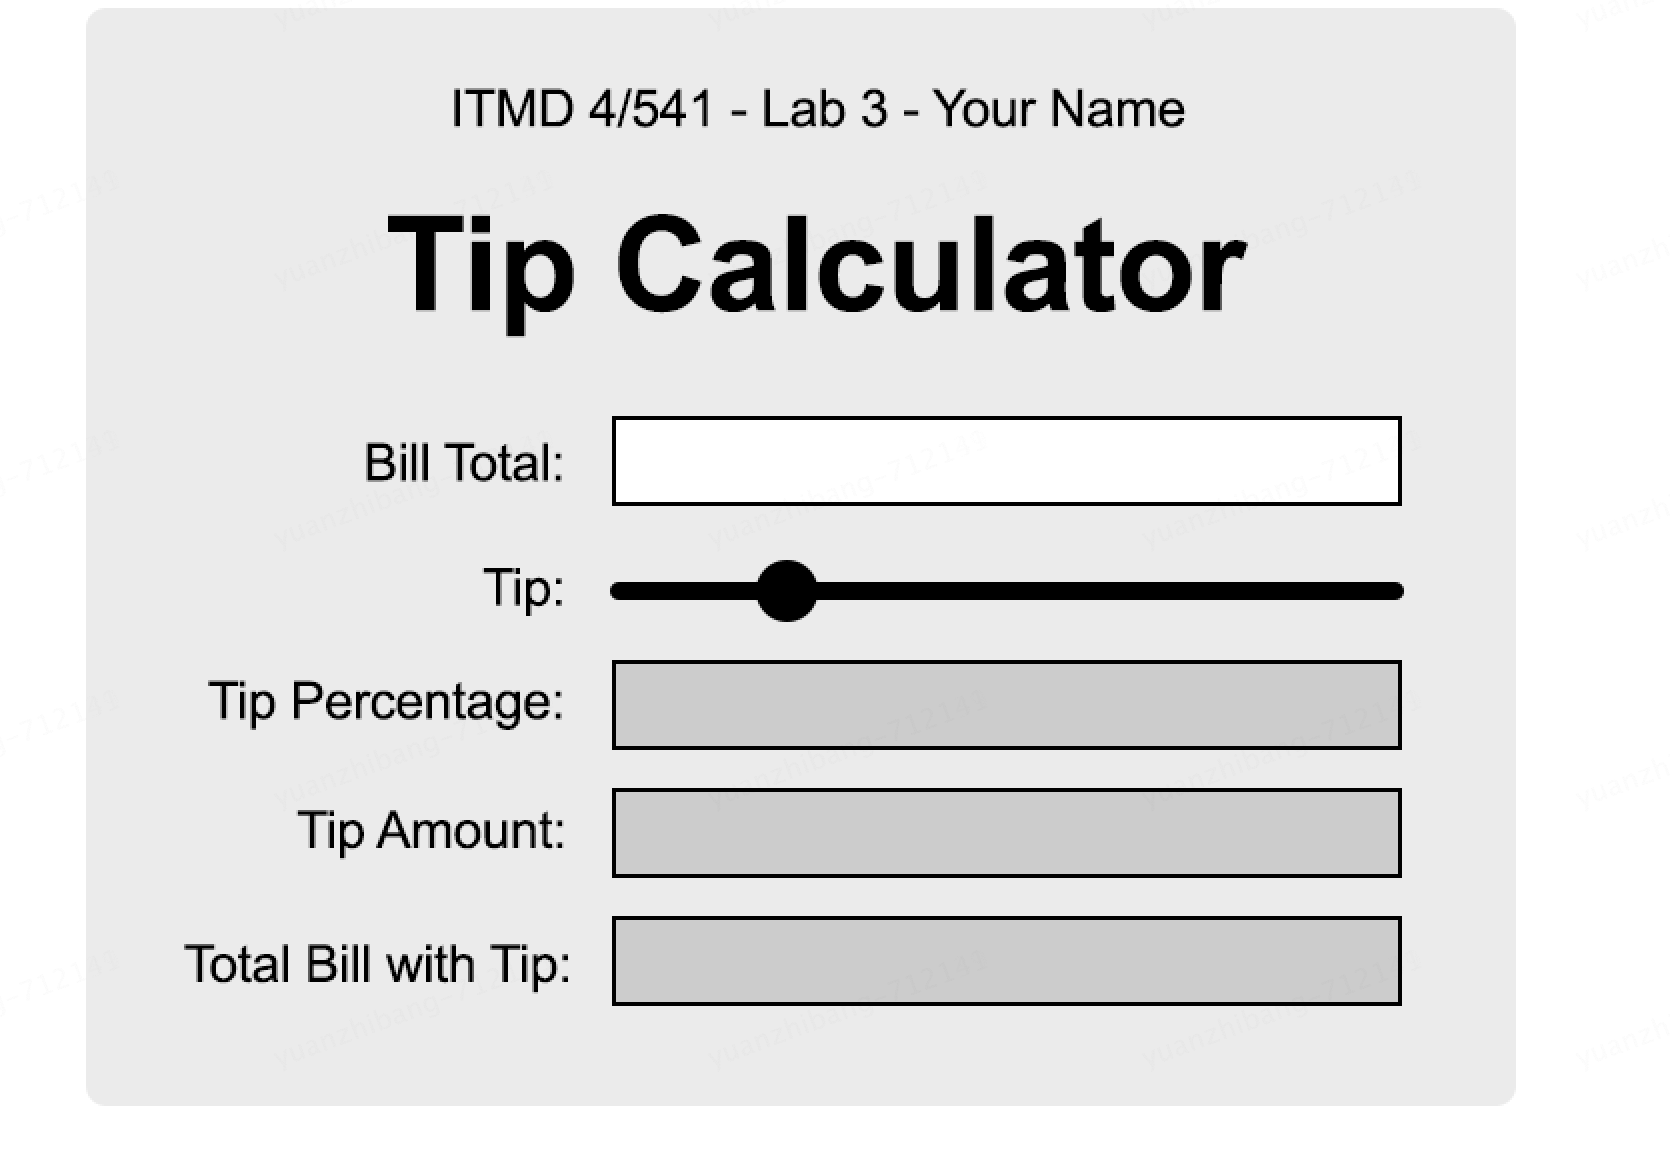 ITMD 4/541 - Lab 3 - Your Name
Tip Calculator
Bill Total:
Tip:
Tip Percentage:
Tip Amount:
Total Bill with Tip: